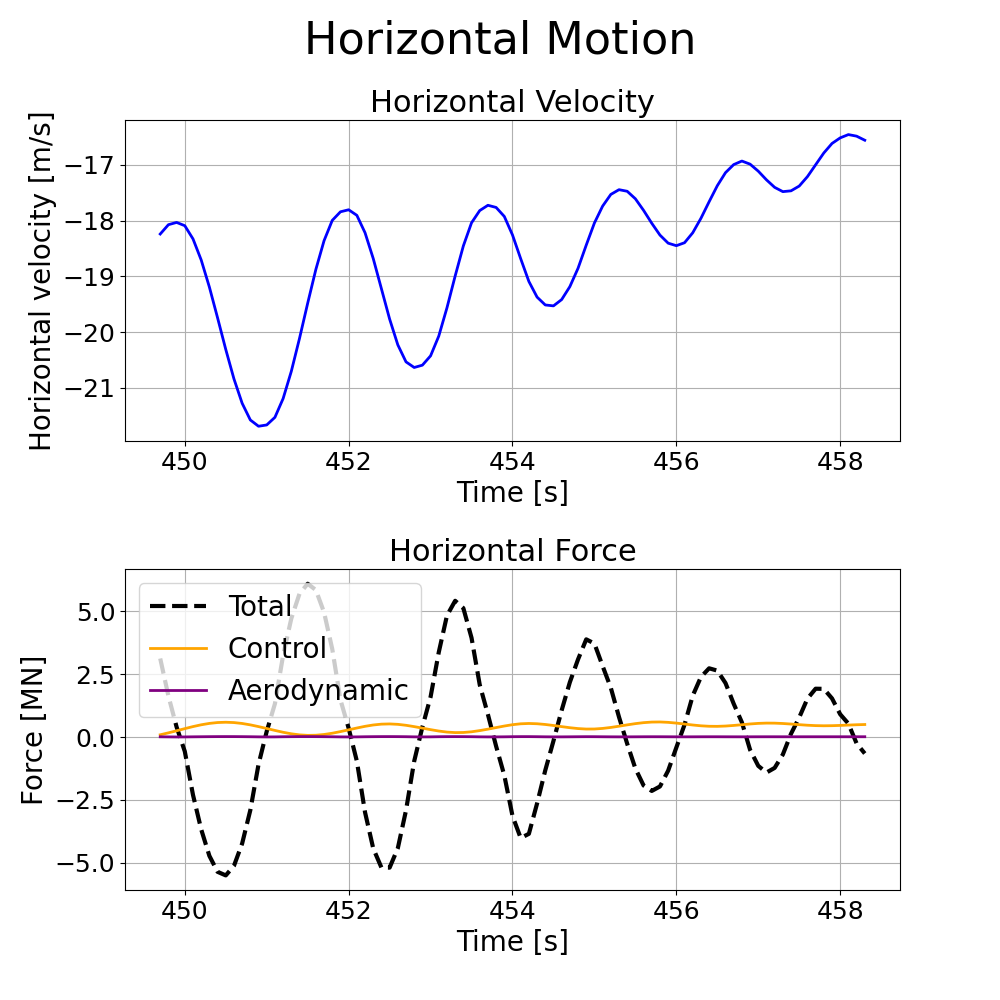 Horizontal Motion
Horizontal Velocity
Horizontal velocity [m/s]
−17
−18
−19
−20
−21
450 452 454 456 458
Time [s]
Horizontal Force
Force [MN]
5.0
2.5
0.0
−2.5
−5.0
Total
Control
Aerodynamic
450 452 454 456 458
Time [s]